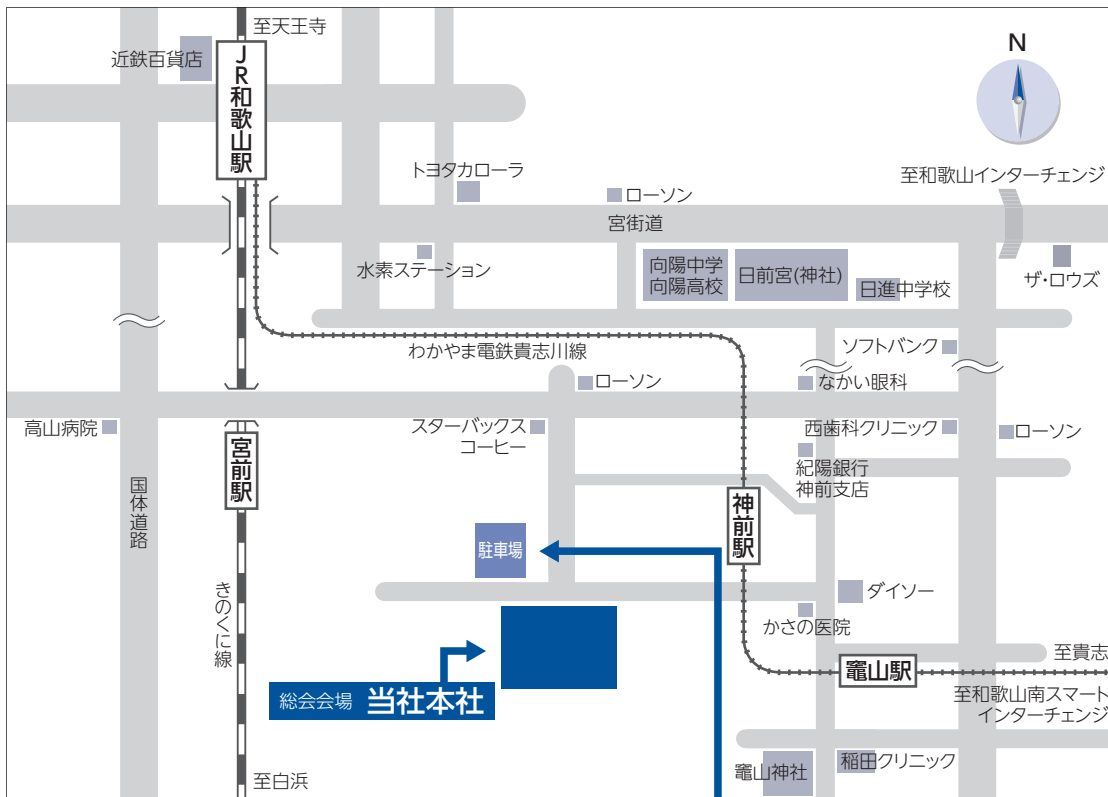 至天王寺
近鉄百貨店
JR和歌山駅
N
トヨタカローラ
ローソン
至和歌山インターチェンジ
宮街道
水素ステーション
向陽中学
向陽高校
日前宮(神社)
日進中学校
ザ・ロウズ
わかやま電鉄貴志川線
ソフトバンク
ローソン
なかい眼科
高山病院
スターバックス
コーヒー
西歯科クリニック
ローソン
宮前駅
紀陽銀行
神前支店
国体道路
神前駅
駐車場
ダイソー
かさの医院
きのくに線
至貴志
竈山駅
総会会場 当社本社
至和歌山南スマート
インターチェンジ
竈山神社
稲田クリニック
至白浜